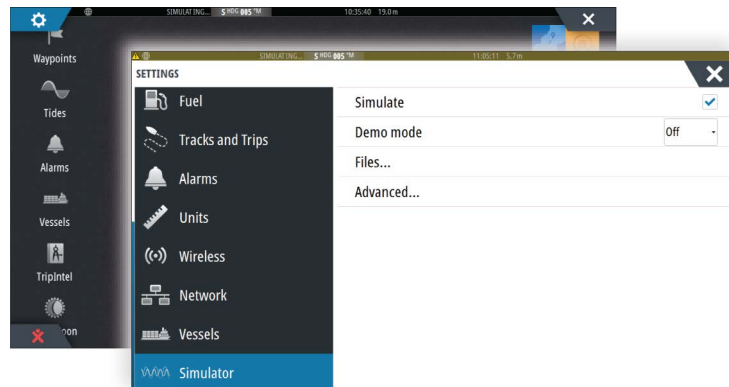 SIMULATING... S HDG 005 °M 10:35:40 19.0 m
Waypoints
Tides
Alarms
Vessels
TripIntel
oon
SIMULATING... S HDG 005 °M 11:05:11 5.7 m
SETTINGS
Fuel
Tracks and Trips
Alarms
Units
Wireless
Network
Vessels
Simulator
Simulate
Demo mode Off
Files...
Advanced...